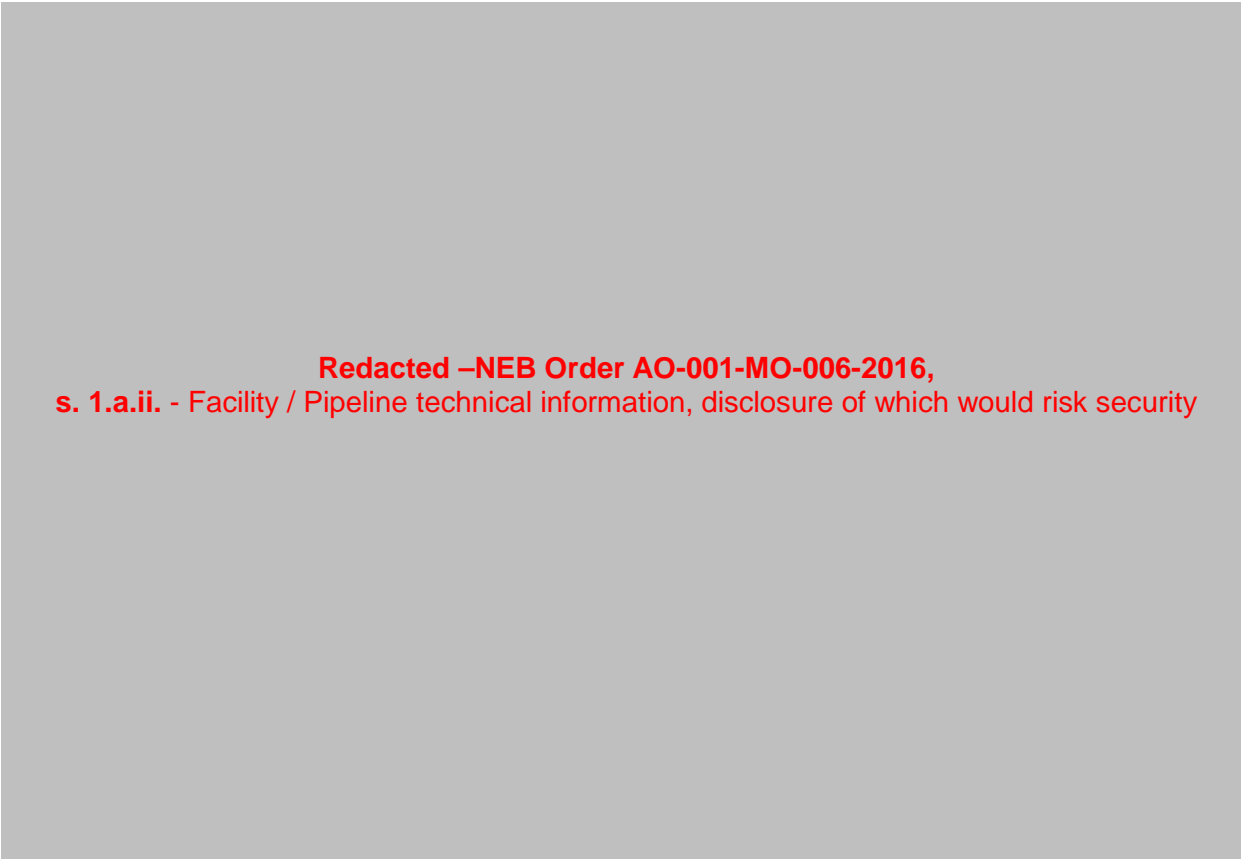 Redacted –NEB Order AO-001-MO-006-2016,
s. 1.a.ii. - Facility / Pipeline technical information, disclosure of which would risk security